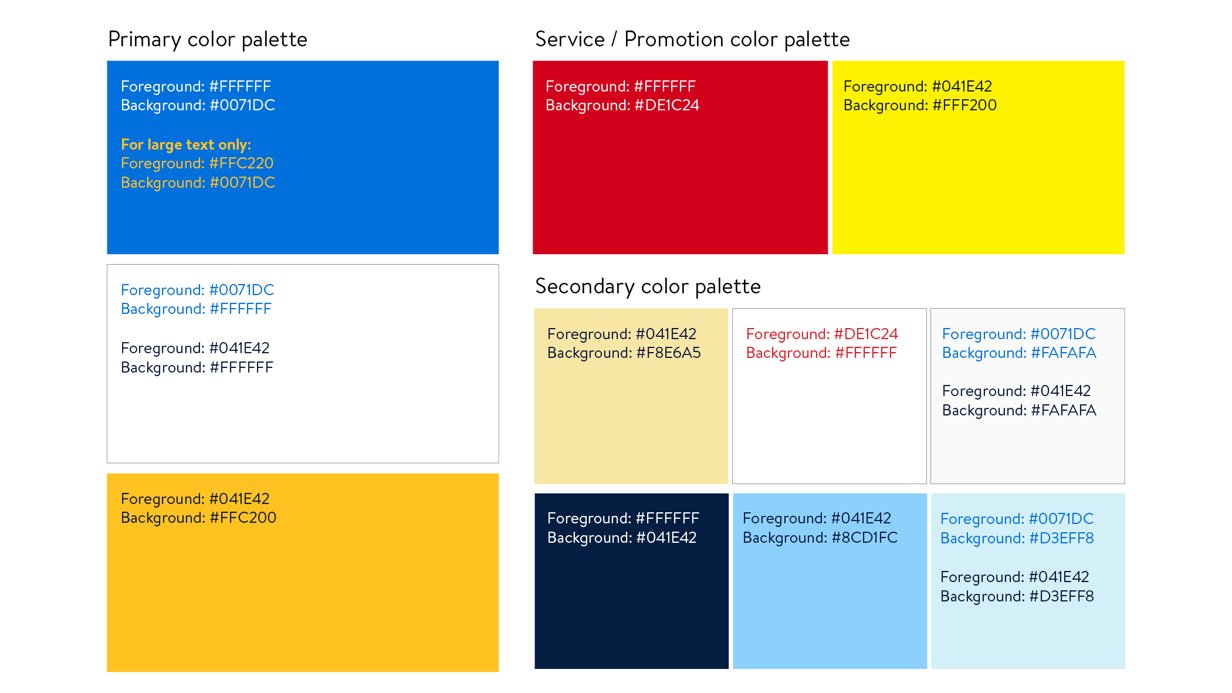 Primary color palette
Foreground: #FFFFFF
Background: #0071DC
For large text only:
Foreground: #FFC220
Background: #0071DC
Foreground: #0071DC
Background: #FFFFFF
Foreground: #041E42
Background: #FFFFFF
Foreground: #041E42
Background: #FFC200
Service / Promotion color palette
Foreground: #FFFFFF
Background: #DE1C24
Foreground: #041E42
Background: #FFF200
Secondary color palette
Foreground: #041E42
Background: #F8E6A5
Foreground: #DE1C24
Background: #FFFFFF
Foreground: #0071DC
Background: #FAFAFA
Foreground: #041E42
Background: #FAFAFA
Foreground: #FFFFFF
Background: #041E42
Foreground: #041E42
Background: #8CD1FC
Foreground: #0071DC
Background: #D3EFF8
Foreground: #041E42
Background: #D3EFF8